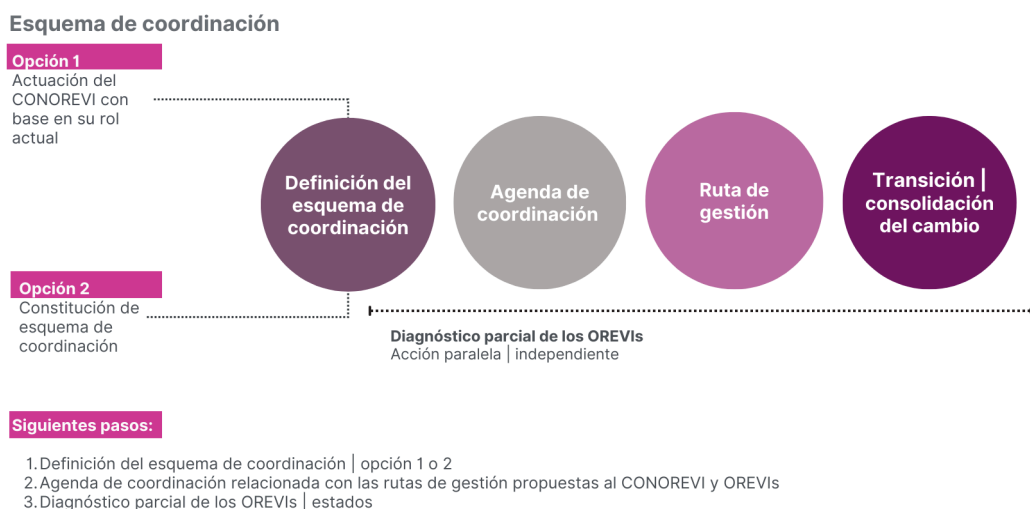 Esquema de coordinación
Opción 1
Actuación del
CONOREVI con
base en su rol
actual
Definición del
esquema de
coordinación
Agenda de
coordinación
Ruta de
gestión
Transición |
consolidación
del cambio
Opción 2
Constitución de
esquema de
coordinación
Diagnóstico parcial de los OREVIs
Acción paralela | independiente
Siguientes pasos:
1. Definición del esquema de coordinación | opción 1 o 2
2. Agenda de coordinación relacionada con las rutas de gestión propuestas al CONOREVI y OREVIs
3. Diagnóstico parcial de los OREVIs | estados